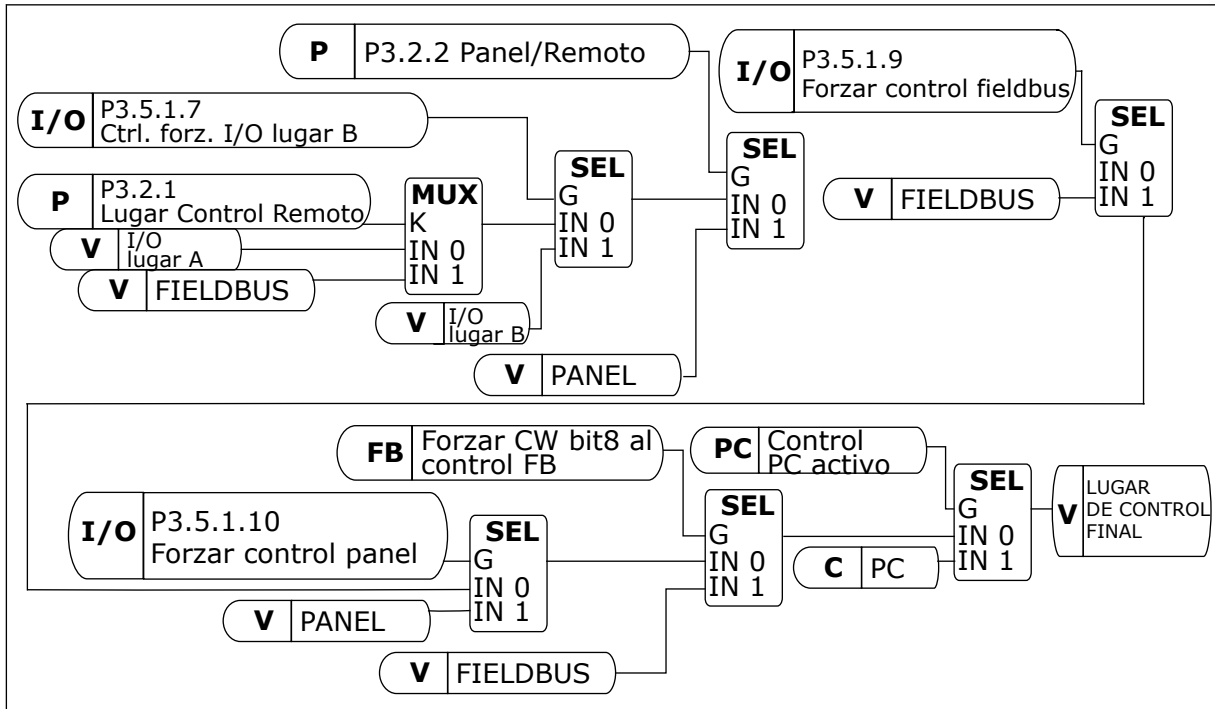 P P3.2.2 Panel/Remoto
I/O P3.5.1.9
Forzar control fieldbus
I/O P3.5.1.7
Ctrl. forz. I/O lugar B
SEL
G
IN 0
IN 1
SEL
G
IN 0
IN 1
SEL
G
IN 0
IN 1
P P3.2.1
Lugar Control Remoto
MUX
K
IN 0
IN 1
V I/O
lugar A
V FIELDBUS
V FIELDBUS
V I/O
lugar B
V PANEL
FB Forzar CW bit8 al
control FB
PC Control
PC activo
I/O P3.5.1.10
Forzar control panel
SEL
G
IN 0
IN 1
SEL
G
IN 0
IN 1
SEL
G
IN 0
IN 1
V LUGAR
DE CONTROL
FINAL
C PC
V PANEL
V FIELDBUS